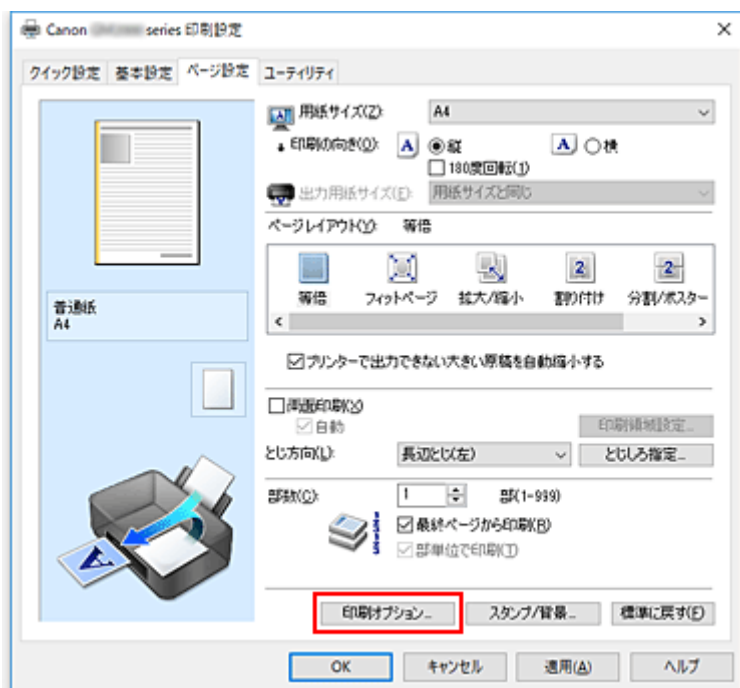 Canon series 印刷設定
クイック設定 基本設定 ページ設定 ユーティリティ
用紙サイズ(Z): A4
印刷の向き(O): A 縦 A 横
180度回転(1)
出力用紙サイズ(E): 用紙サイズと同じ
ページレイアウト(Y): 等倍
等倍 フィットページ 拡大/縮小 割り付け 分割/ポスター
普通紙
A4
プリンターで出力できない大きい原稿を自動縮小する
両面印刷(X)
自動 印刷領域設定...
とじ方向(L): 長辺とじ(左) とじしろ指定...
部数(C): 1 部(1-999)
最終ページから印刷(R)
部単位で印刷(T)
印刷オプション... スタンプ/背景... 標準に戻す(F)
OK キャンセル 適用(A) ヘルプ